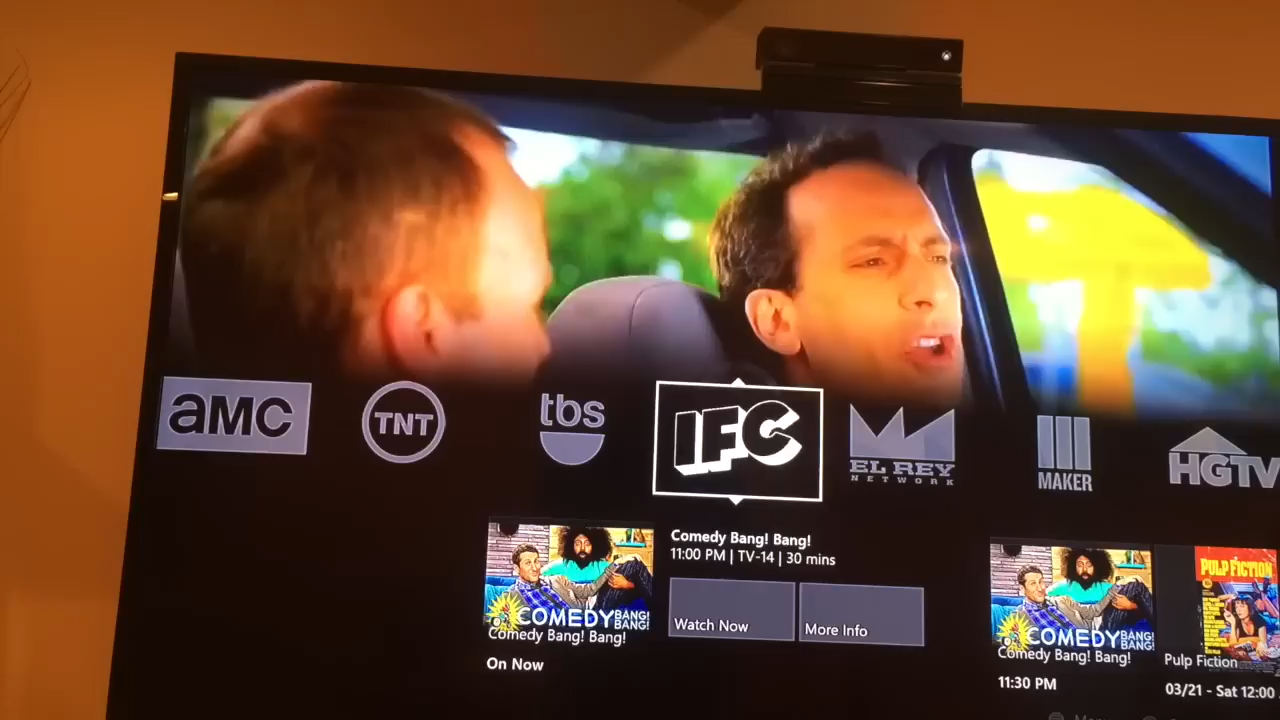 aMC
TNT
tbs
IFC
EL REY
NETWORK
III
MAKER
HGTV
Comedy Bang! Bang!
11:00 PM | TV-14 | 30 mins
Watch Now
More Info
COMEDY BANG! BANG!
Comedy Bang! Bang!
On Now
COMEDY BANG! BANG!
Comedy Bang! Bang!
11:30 PM
PULP FICTION
Pulp Fiction
03/21 - Sat 12:00